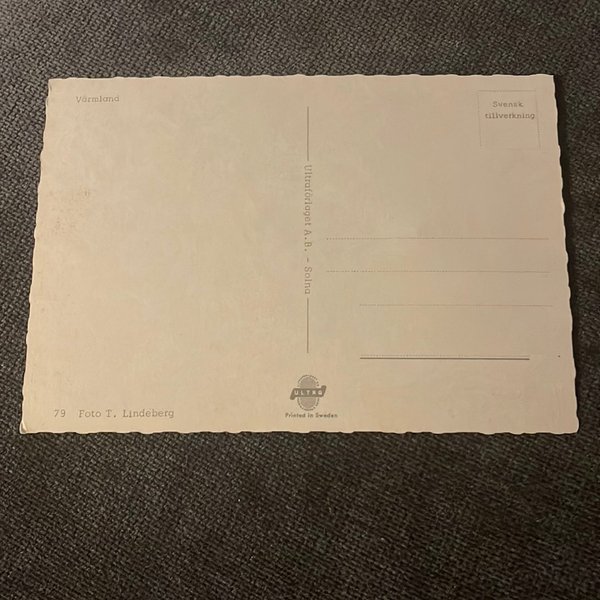 Värmland
Svensk
tillverkning
Ultraförlaget A.B. - Solna
ULTRA
Printed in Sweden
79 Foto T. Lindeberg